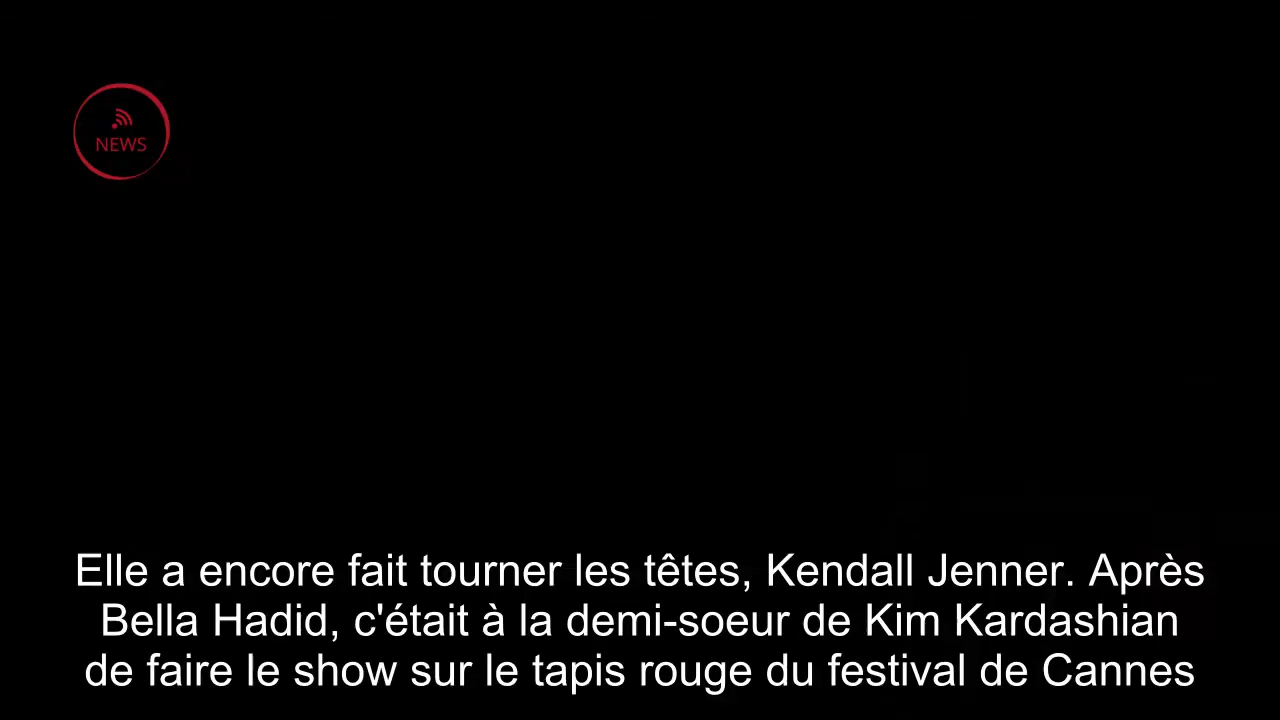 NEWS
Elle a encore fait tourner les têtes, Kendall Jenner. Après
Bella Hadid, c'était à la demi-soeur de Kim Kardashian
de faire le show sur le tapis rouge du festival de Cannes